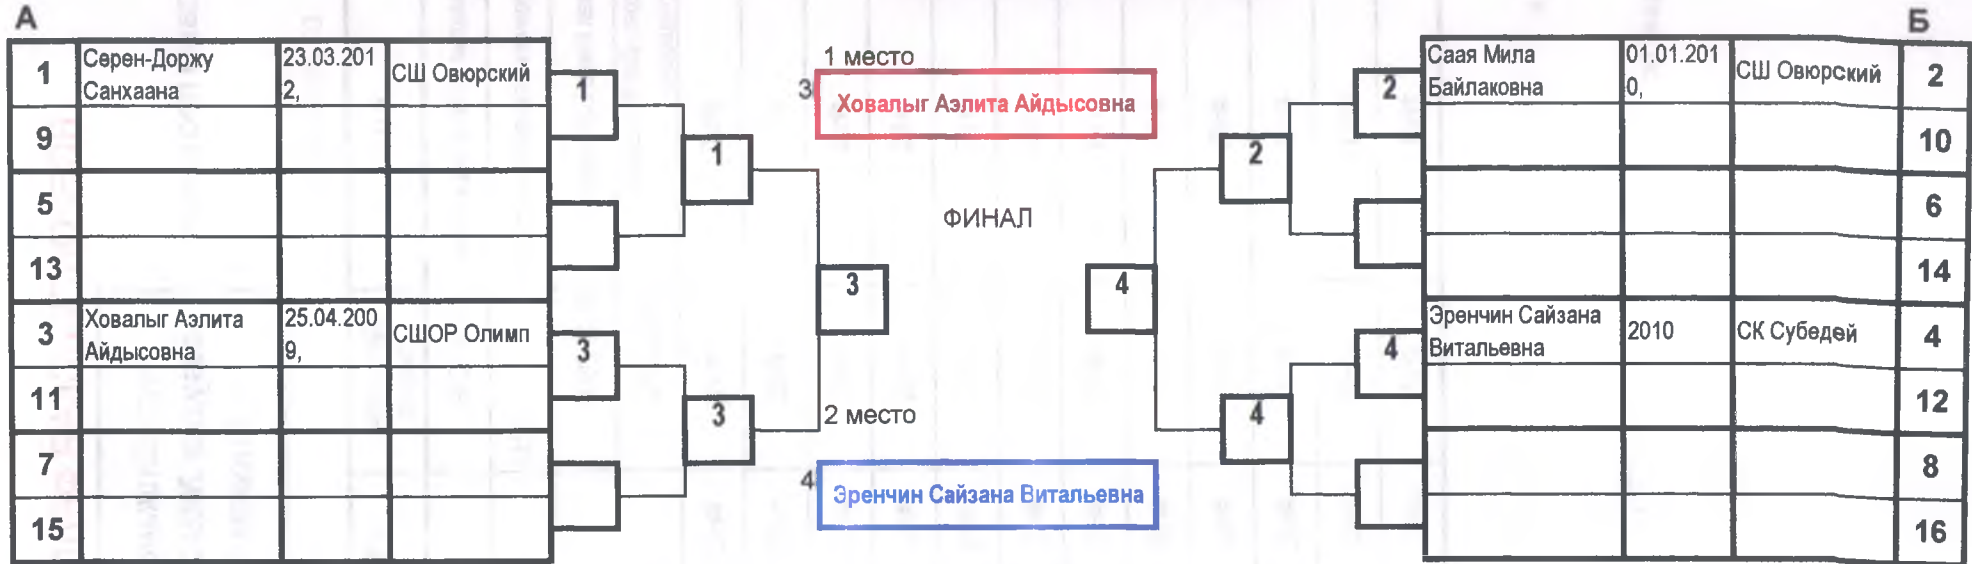 А
Б
1
Серен-Доржу
Санхаана
23.03.201
2,
СШ Овюрский
9
5
13
3
Ховалыг Аэлита
Айдысовна
25.04.200
9,
СШОР Олимп
11
7
15
1
3
1
3
3
1 место
3
Ховалыг Аэлита Айдысовна
ФИНАЛ
2 место
4
Эренчин Сайзана Витальевна
4
2
4
2
4
Саая Мила
Байлаковна
01.01.201
0,
СШ Овюрский
2
10
6
14
Эренчин Сайзана
Витальевна
2010
СК Субедей
4
12
8
16